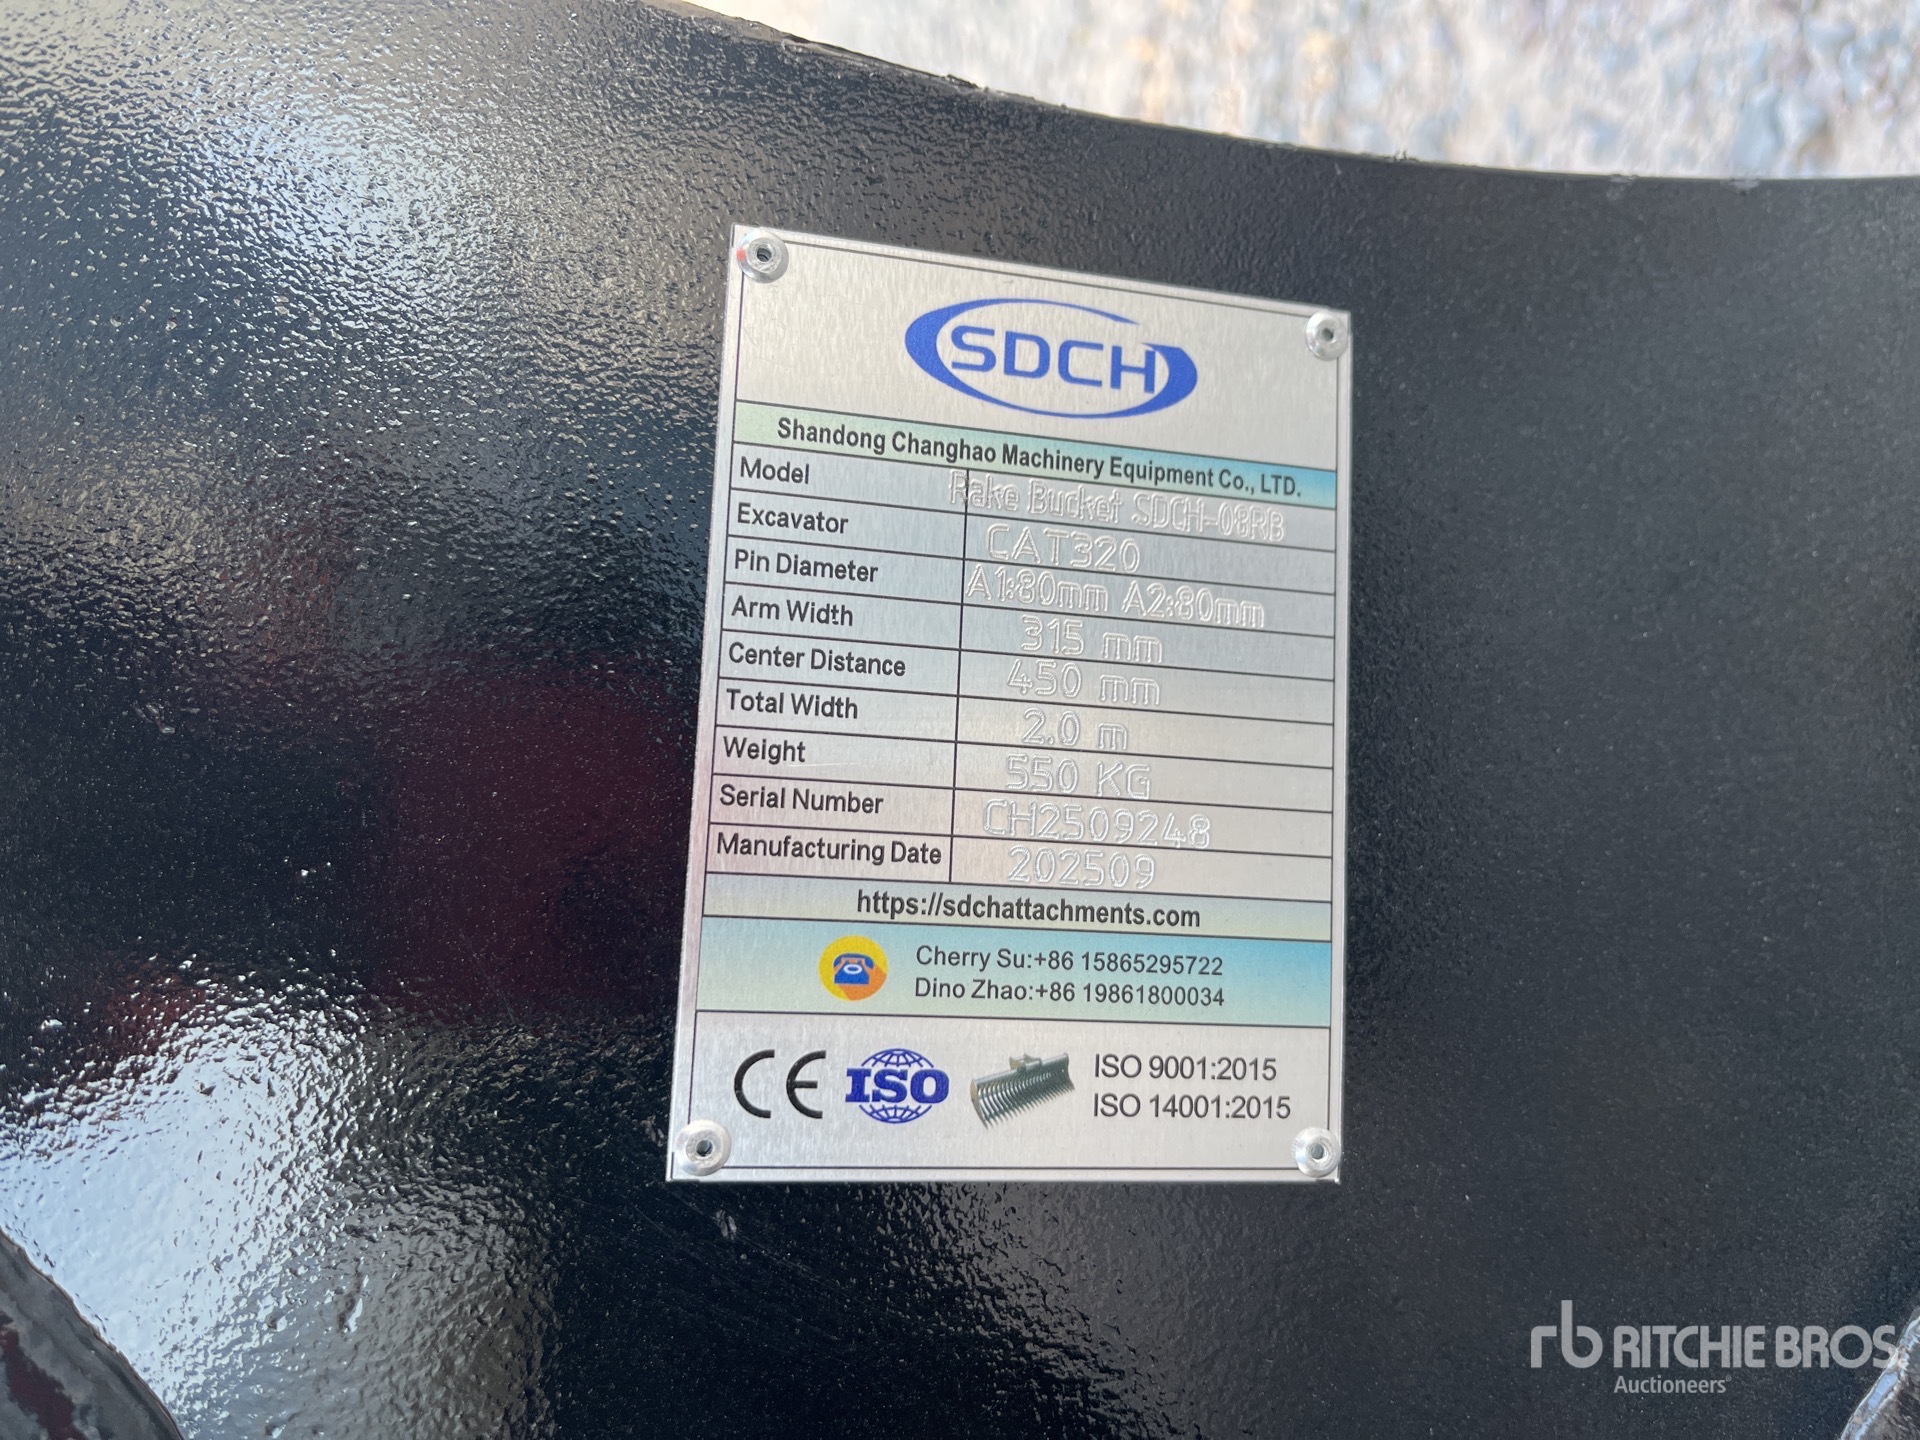 SDCH
Shandong Changhao Machinery Equipment Co., LTD.
Model Rake Bucket SDCH-08RB
Excavator CAT320
Pin Diameter A1:80mm A2:80mm
Arm Width 315 mm
Center Distance 450 mm
Total Width 2.0 m
Weight 550 KG
Serial Number CH2509248
Manufacturing Date 202509
https://sdchattachments.com
Cherry Su:+86 15865295722
Dino Zhao:+86 19861800034
CE ISO ISO 9001:2015
ISO 14001:2015
rb RITCHIE BROS.
Auctioneers